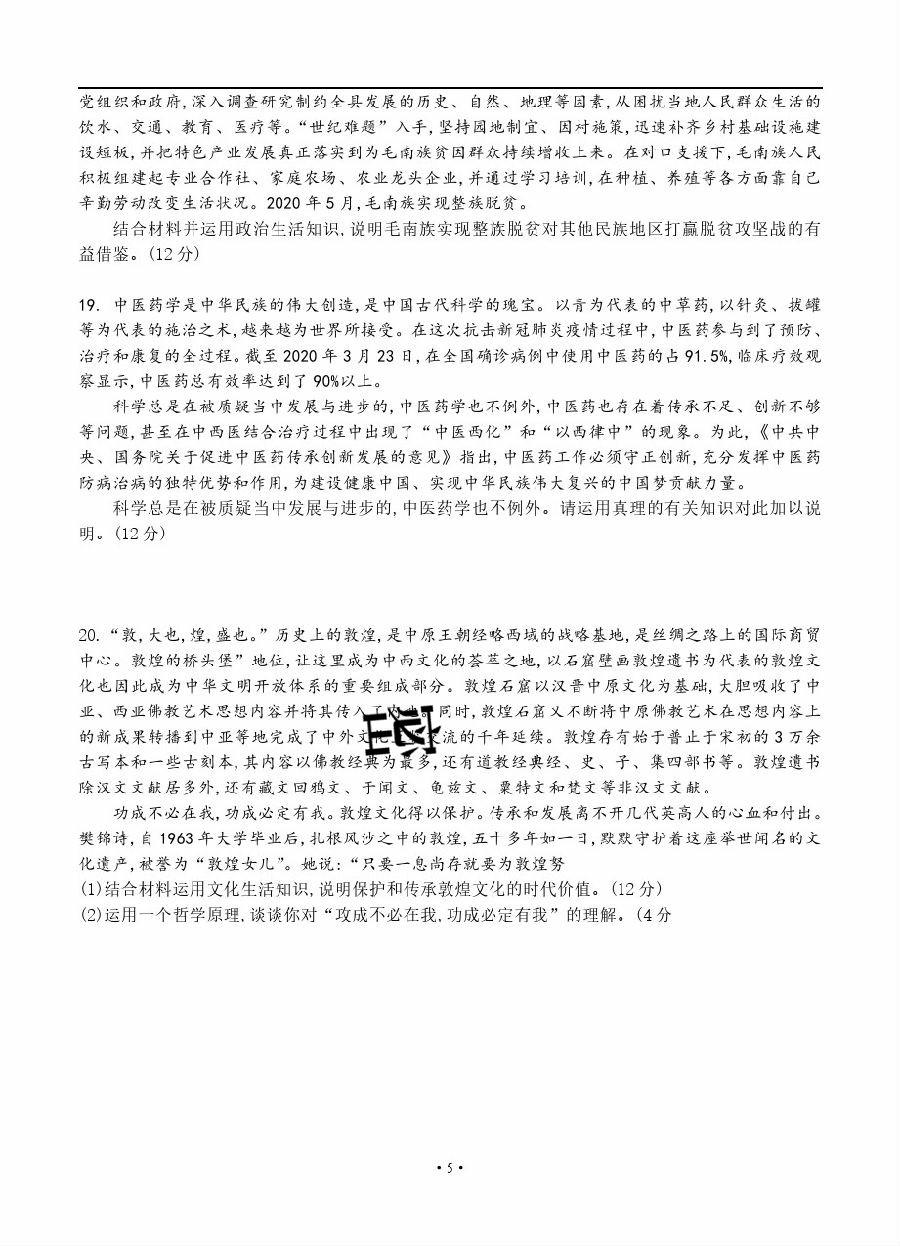 党组织和政府,深入调查研究制约全县发展的历史、自然、地理等因素,从困扰当地人民群众生活的
饮水、交通、教育、医疗等。“世纪难题”入手,坚持园地制宜、因对施策,迅速补齐乡村基础设施建
设短板,并把特色产业发展真正落实到为毛南族贫因群众持续增收上来。在对口支援下,毛南族人民
积极组建起专业合作社、家庭农场、农业龙头企业,并通过学习培训,在种植、养殖等各方面靠自己
辛勤劳动改变生活状况。2020年5月,毛南族实现整族脱贫。
结合材料并运用政治生活知识,说明毛南族实现整族脱贫对其他民族地区打赢脱贫攻坚战的有
益借鉴。(12分)
19. 中医药学是中华民族的伟大创造,是中国古代科学的瑰宝。以青为代表的中草药,以针灸、拔罐
等为代表的施治之术,越来越为世界所接受。在这次抗击新冠肺炎疫情过程中,中医药参与到了预防、
治疗和康复的全过程。截至2020年3月23日,在全国确诊病例中使用中医药的占91.5%,临床疗效观
察显示,中医药总有效率达到了90%以上。
科学总是在被质疑当中发展与进步的,中医药学也不例外,中医药也存在着传承不足、创新不够
等问题,甚至在中西医结合治疗过程中出现了“中医西化”和“以西律中”的现象。为此,《中共中
央、国务院关于促进中医药传承创新发展的意见》指出,中医药工作必须守正创新,充分发挥中医药
防病治病的独特优势和作用,为建设健康中国、实现中华民族伟大复兴的中国梦贡献力量。
科学总是在被质疑当中发展与进步的,中医药学也不例外。请运用真理的有关知识对此加以说
明。(12分)
20.“敦,大也,煌,盛也。”历史上的敦煌,是中原王朝经略西域的战略基地,是丝绸之路上的国际商贸
中心。敦煌的桥头堡”地位,让这里成为中西文化的荟萃之地,以石窟壁画敦煌遗书为代表的敦煌文
化也因此成为中华文明开放体系的重要组成部分。敦煌石窟以汉晋中原文化为基础,大胆吸收了中
亚、西亚佛教艺术思想内容并将其传入了内地。同时,敦煌石窟又不断将中原佛教艺术在思想内容上
的新成果转播到中亚等地完成了中外文化交流的千年延续。敦煌存有始于普止于宋初的3万余
古写本和一些古刻本,其内容以佛教经典为最多,还有道教经典经、史、子、集四部书等。敦煌遗书
除汉文文献居多外,还有藏文回鸦文、于闻文、龟兹文、粟特文和梵文等非汉文文献。
功成不必在我,功成必定有我。敦煌文化得以保护。传承和发展离不开几代英高人的心血和付出。
樊锦诗,自1963年大学毕业后,扎根风沙之中的敦煌,五十多年如一日,默默守护着这座举世闻名的文
化遗产,被誉为“敦煌女儿”。她说:“只要一息尚存就要为敦煌努
(1)结合材料运用文化生活知识,说明保护和传承敦煌文化的时代价值。(12分)
(2)运用一个哲学原理,谈谈你对“攻成不必在我,功成必定有我”的理解。(4分
·5·